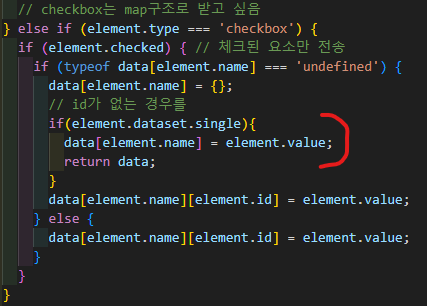 // checkbox는 map구조로 받고 싶음
} else if (element.type === 'checkbox') {
if (element.checked) { // 체크된 요소만 전송
if (typeof data[element.name] === 'undefined') {
data[element.name] = {};
// id가 없는 경우를
if(element.dataset.single){
data[element.name] = element.value;
return data;
}
data[element.name][element.id] = element.value;
} else {
data[element.name][element.id] = element.value;
}
}
}